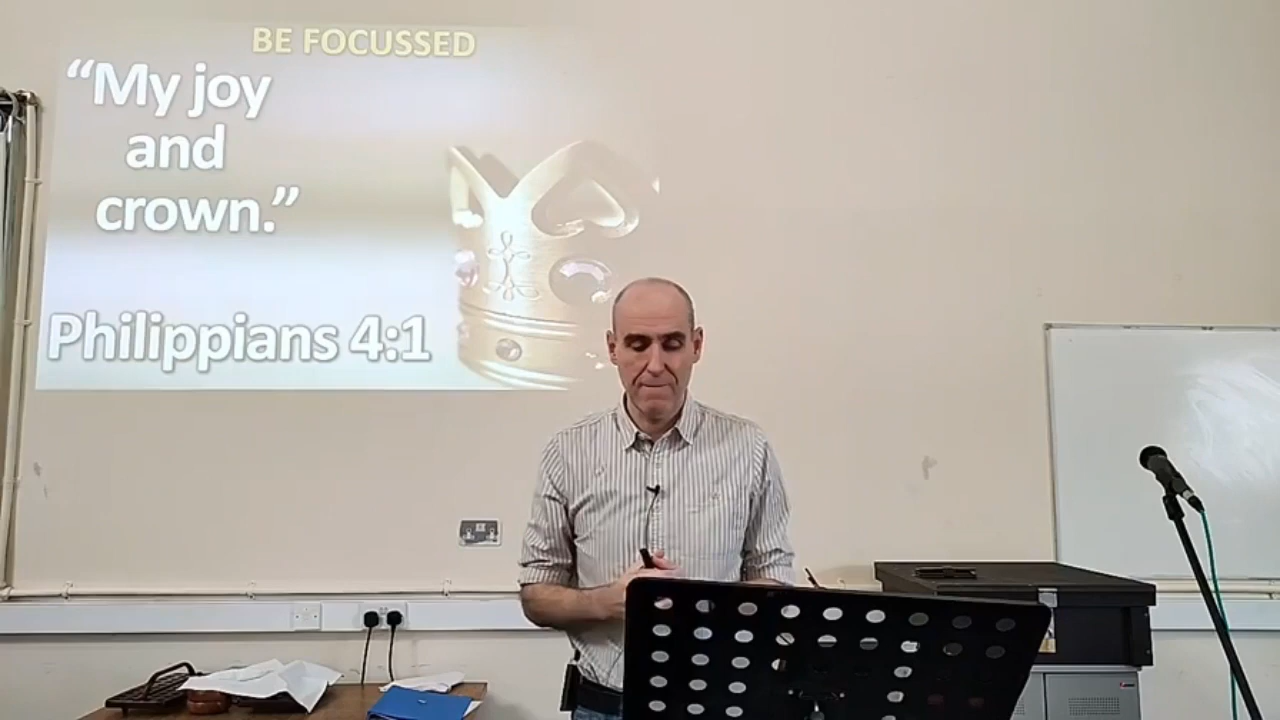 BE FOCUSSED
“My joy
and
crown.”
Philippians 4:1